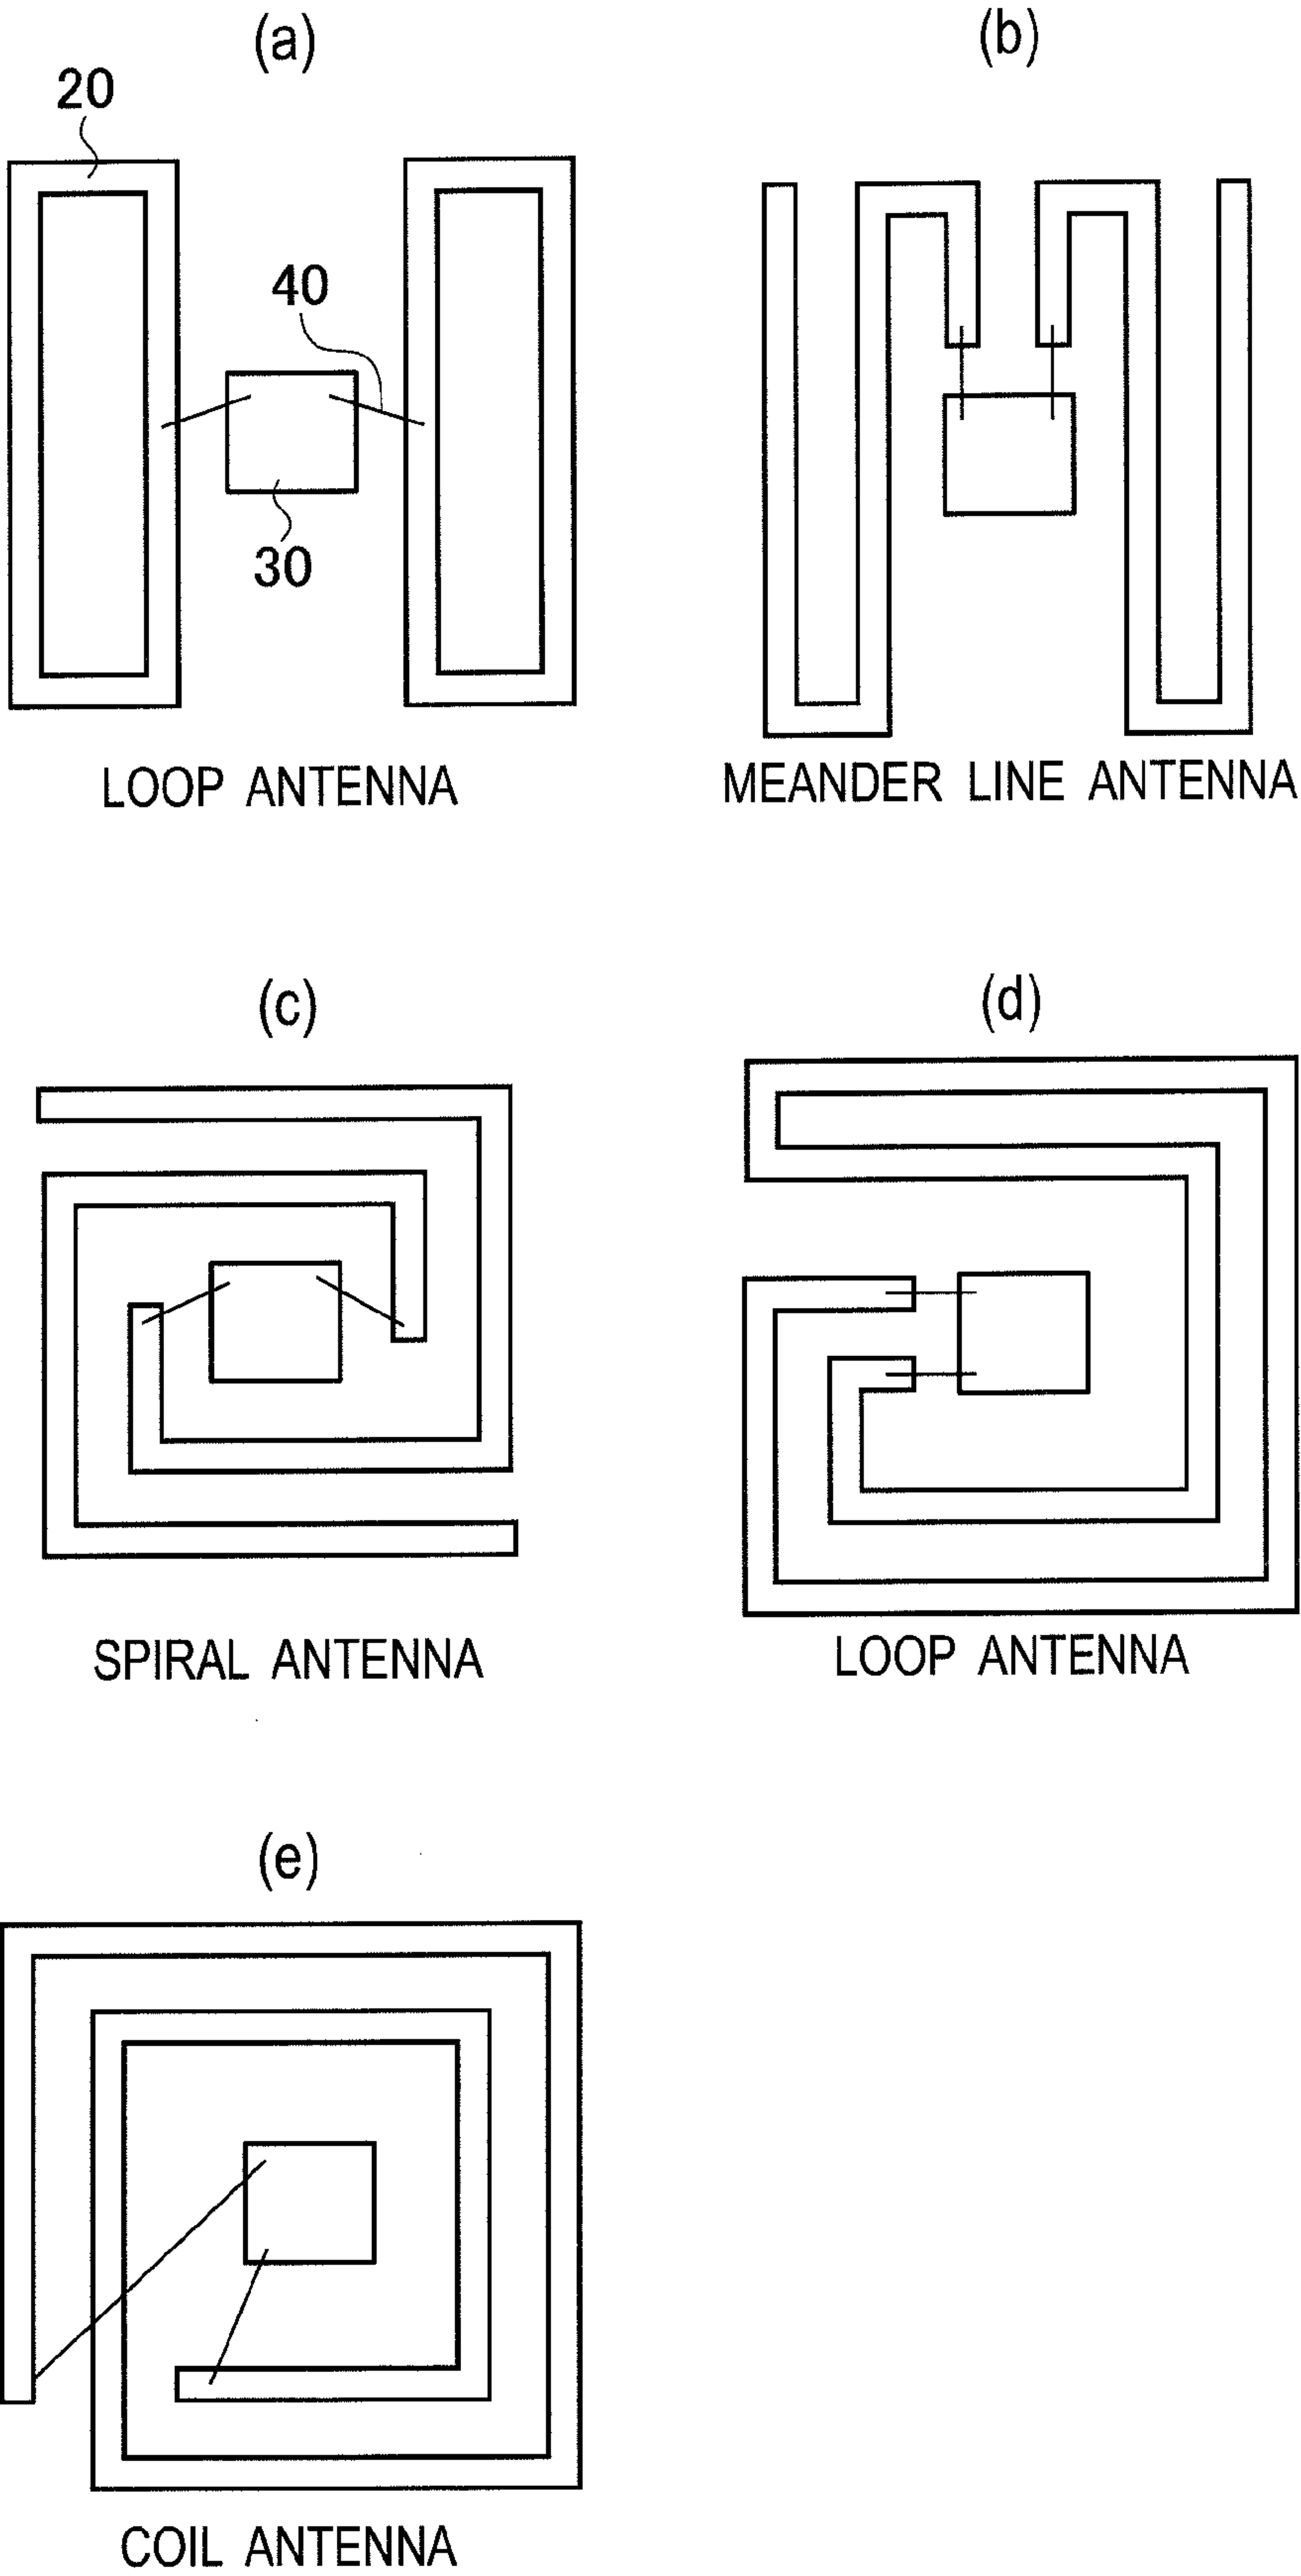 (a)
(b)
20
40
30
LOOP ANTENNA
MEANDER LINE ANTENNA
(c)
(d)
SPIRAL ANTENNA
LOOP ANTENNA
(e)
COIL ANTENNA